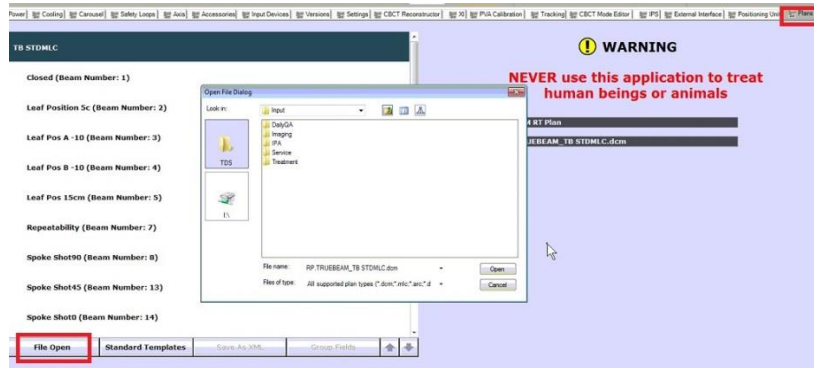 Power Cooling Carousel Safety Loops Axis Accessories Input Devices Versions Settings CBCT Reconstructor XI PVA Calibration Tracking CBCT Mode Editor IPS External Interface Positioning Unit Plans
TB STDMLC
WARNING
Closed (Beam Number: 1)
NEVER use this application to treat
human beings or animals
Open File Dialog
Leaf Position 5c (Beam Number: 2)
Look in: Input
DailyQA
Imaging
IPA
Service
Treatment
TDS
I:\
RT Plan
Leaf Pos A -10 (Beam Number: 3)
TRUEBEAM_TB STDMLC.dcm
Leaf Pos B -10 (Beam Number: 4)
Leaf Pos 15cm (Beam Number: 5)
Repeatability (Beam Number: 7)
Spoke Shot90 (Beam Number: 8)
File name: RP.TRUEBEAM_TB STDMLC.dcm Open
Spoke Shot45 (Beam Number: 13)
Files of type: All supported plan types (*.dcm;*.mlc;*.arc;*.d Cancel
Spoke Shot0 (Beam Number: 14)
File Open Standard Templates Save As XML Group Fields